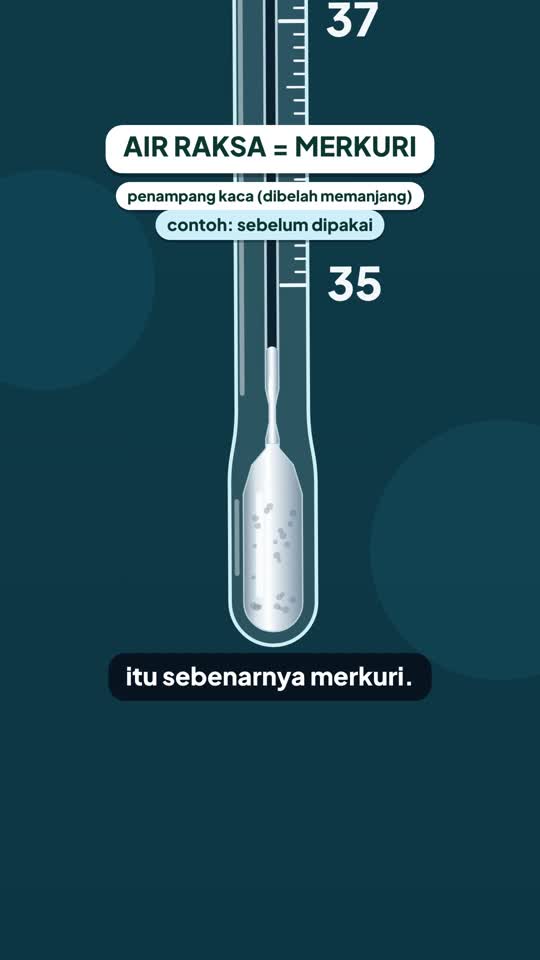 37
AIR RAKSA = MERKURI
penampang kaca (dibelah memanjang)
contoh: sebelum dipakai
35
itu sebenarnya merkuri.